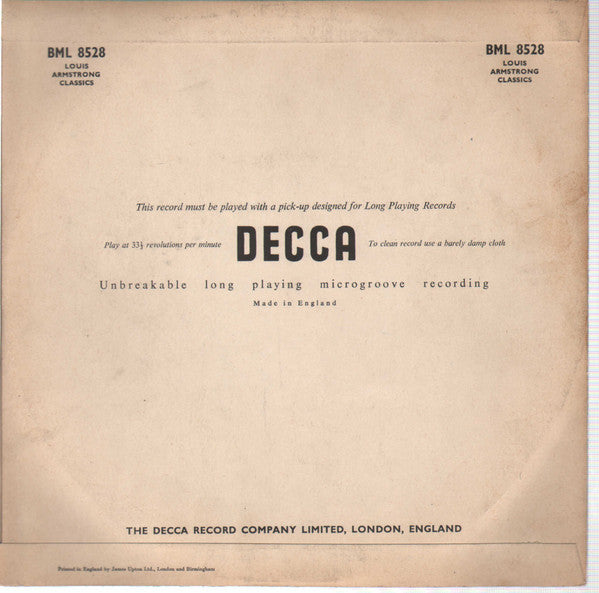 BML 8528
LOUIS
ARMSTRONG
CLASSICS
BML 8528
LOUIS
ARMSTRONG
CLASSICS
This record must be played with a pick-up designed for Long Playing Records
Play at 33⅓ revolutions per minute
DECCA
To clean record use a barely damp cloth
Unbreakable long playing microgroove recording
Made in England
THE DECCA RECORD COMPANY LIMITED, LONDON, ENGLAND
Printed in England by James Upton Ltd., London and Birmingham